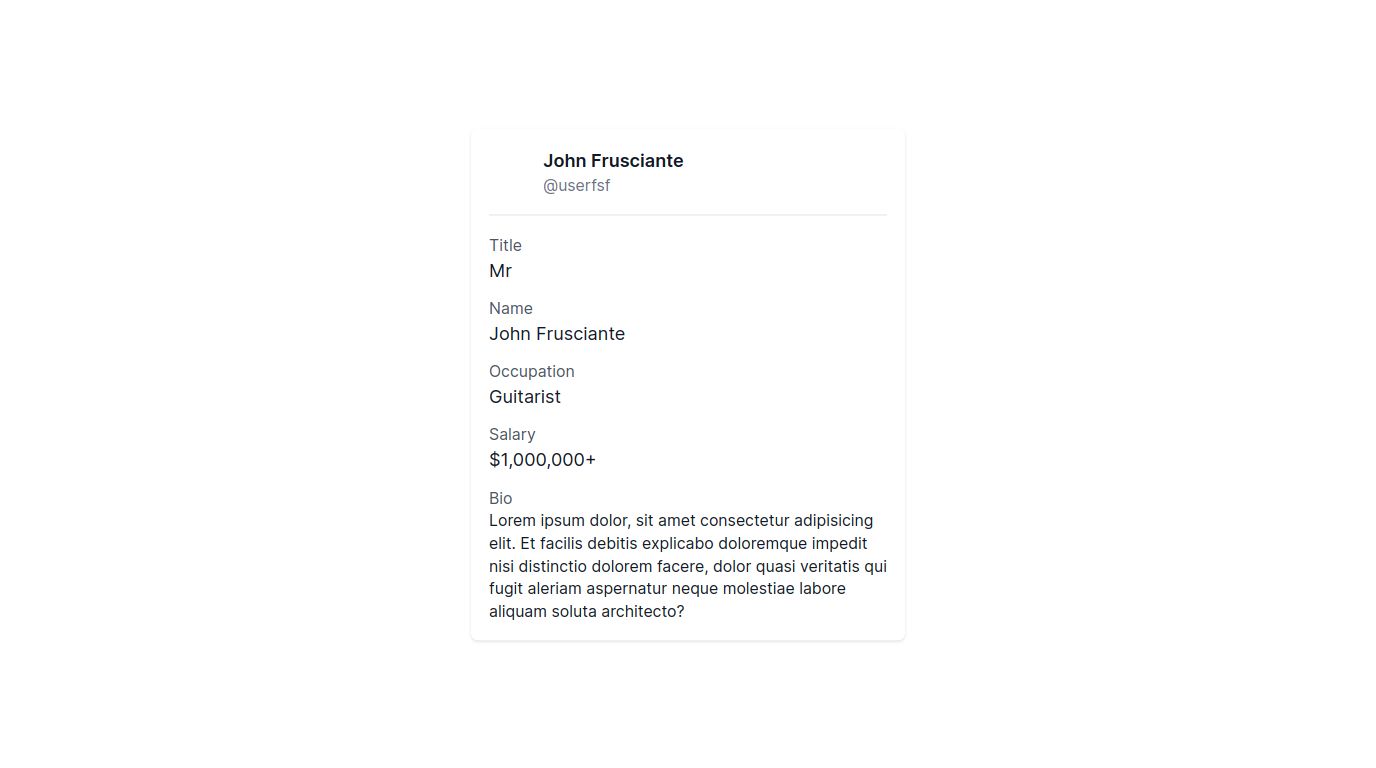 John Frusciante
@userfsf
Title
Mr
Name
John Frusciante
Occupation
Guitarist
Salary
$1,000,000+
Bio
Lorem ipsum dolor, sit amet consectetur adipisicing
elit. Et facilis debitis explicabo doloremque impedit
nisi distinctio dolorem facere, dolor quasi veritatis qui
fugit aleriam aspernatur neque molestiae labore
aliquam soluta architecto?